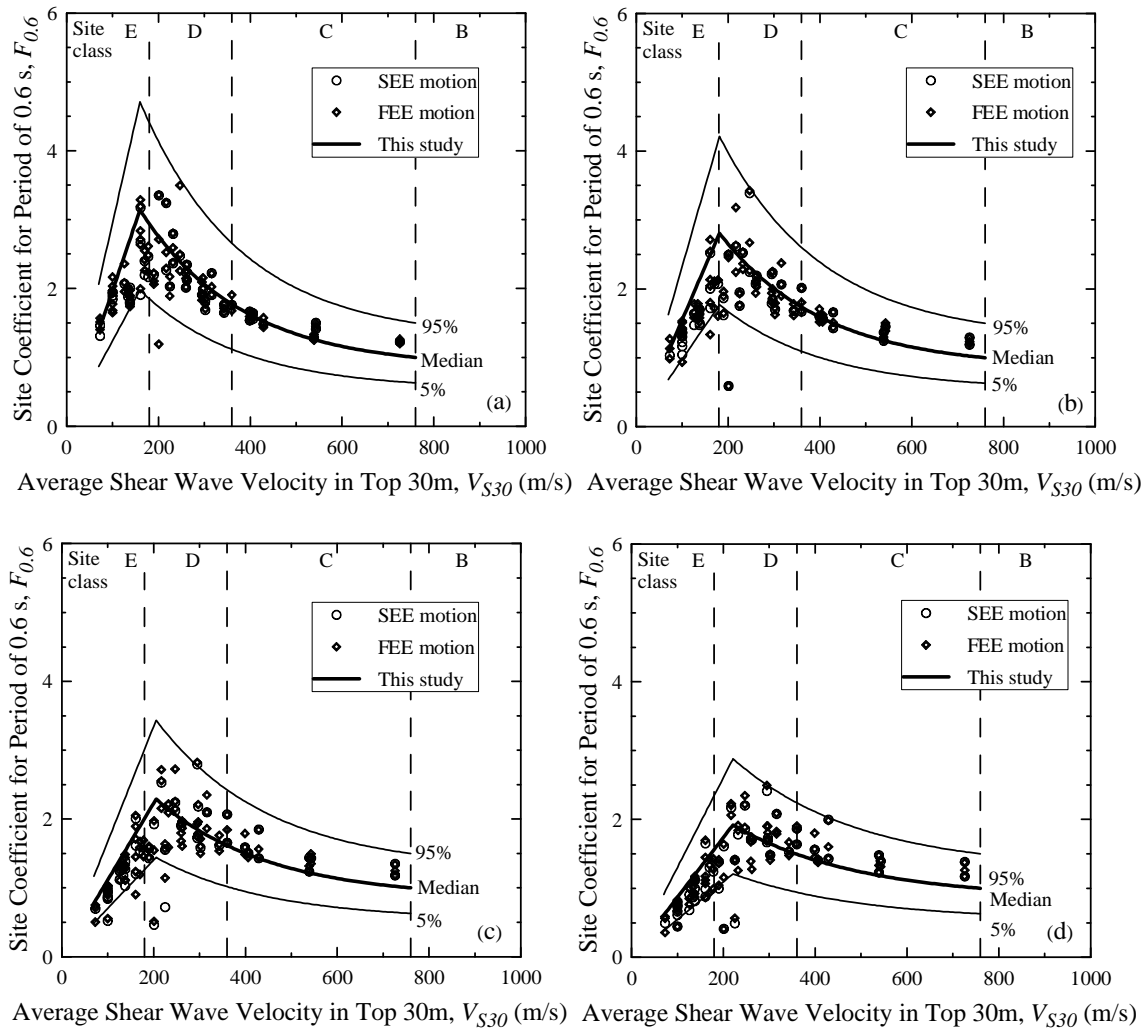 Site Coefficient for Period of 0.6 s, F0.6
6
4
2
0
Site
class
E
D
C
B
SEE motion
FEE motion
This study
95%
Median
5%
(a)
0
200
400
600
800
1000
Average Shear Wave Velocity in Top 30m, VS30 (m/s)
Site Coefficient for Period of 0.6 s, F0.6
6
4
2
0
Site
class
E
D
C
B
SEE motion
FEE motion
This study
95%
Median
5%
(b)
0
200
400
600
800
1000
Average Shear Wave Velocity in Top 30m, VS30 (m/s)
Site Coefficient for Period of 0.6 s, F0.6
6
4
2
0
Site
class
E
D
C
B
SEE motion
FEE motion
This study
95%
Median
5%
(c)
0
200
400
600
800
1000
Average Shear Wave Velocity in Top 30m, VS30 (m/s)
Site Coefficient for Period of 0.6 s, F0.6
6
4
2
0
Site
class
E
D
C
B
SEE motion
FEE motion
This study
95%
Median
5%
(d)
0
200
400
600
800
1000
Average Shear Wave Velocity in Top 30m, VS30 (m/s)